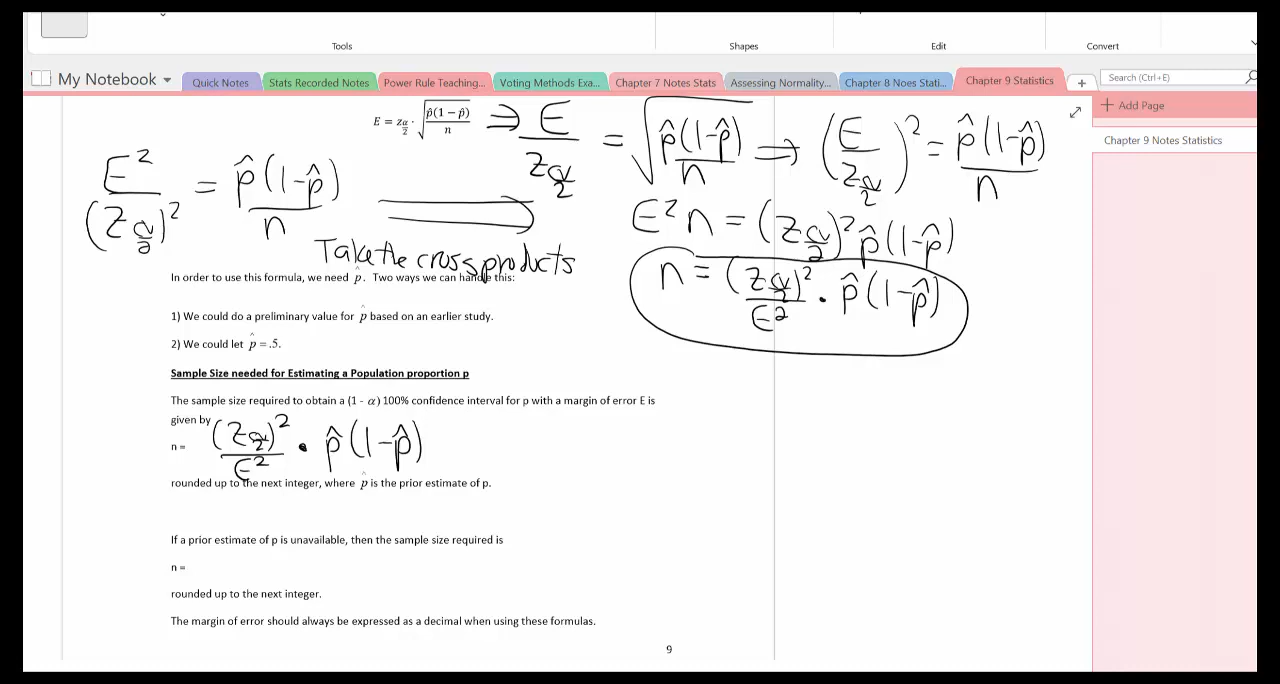 Tools
Shapes
Edit
Convert
My Notebook
Quick Notes
Stats Recorded Notes
Power Rule Teaching...
Voting Methods Exa...
Chapter 7 Notes Stats
Assessing Normality...
Chapter 8 Noes Stati...
Chapter 9 Statistics
+
Search (Ctrl+E)
+ Add Page
Chapter 9 Notes Statistics
E = z_{α/2} · √(p̂(1 − p̂)/n) ⇒ E/z_{α/2} = √(p̂(1-p̂)/n) ⇒ (E/z_{α/2})² = p̂(1-p̂)/n
E²/(z_{α/2})² = p̂(1-p̂)/n ⇒
Take the cross products
E²n = (z_{α/2})² p̂(1-p̂)
n = (z_{α/2})²/E² · p̂(1-p̂)
In order to use this formula, we need p̂. Two ways we can handle this:
1) We could do a preliminary value for p̂ based on an earlier study.
2) We could let p̂ = .5.
Sample Size needed for Estimating a Population proportion p
The sample size required to obtain a (1 - α) 100% confidence interval for p with a margin of error E is
given by
n = (z_{α/2})²/E² · p̂(1-p̂)
rounded up to the next integer, where p̂ is the prior estimate of p.
If a prior estimate of p is unavailable, then the sample size required is
n =
rounded up to the next integer.
The margin of error should always be expressed as a decimal when using these formulas.
9